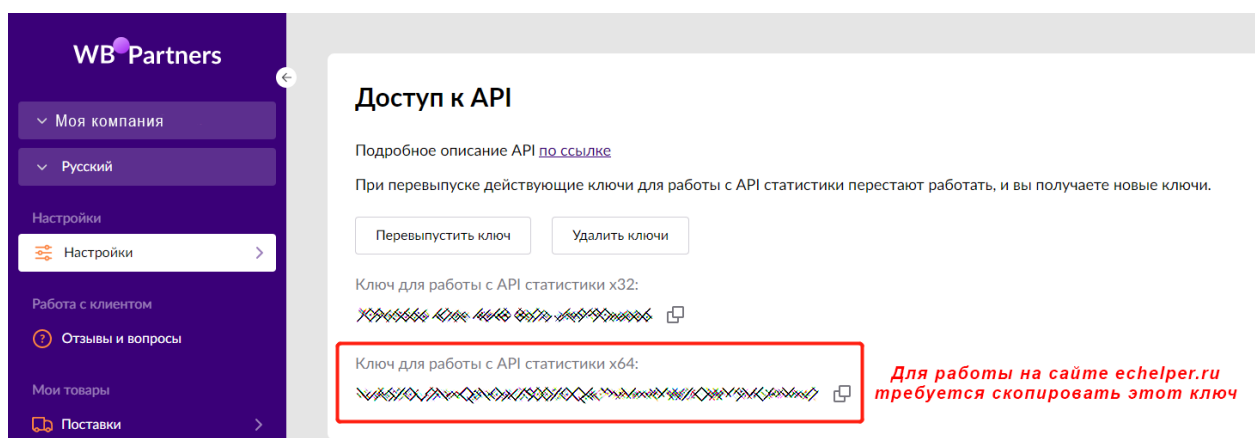 WB Partners
Моя компания
Русский
Настройки
Настройки
Работа с клиентом
Отзывы и вопросы
Мои товары
Поставки
Доступ к API
Подробное описание API по ссылке
При перевыпуске действующие ключи для работы с API статистики перестают работать, и вы получаете новые ключи.
Перевыпустить ключ
Удалить ключи
Ключ для работы с API статистики x32:
Ключ для работы с API статистики x64:
Для работы на сайте echelper.ru
требуется скопировать этот ключ